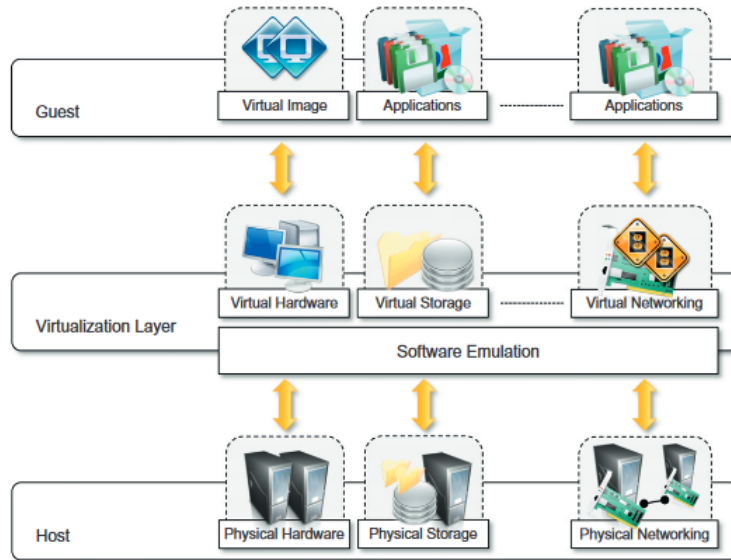 Guest
Virtual Image
Applications
Applications
Virtualization Layer
Virtual Hardware
Virtual Storage
Virtual Networking
Software Emulation
Host
Physical Hardware
Physical Storage
Physical Networking